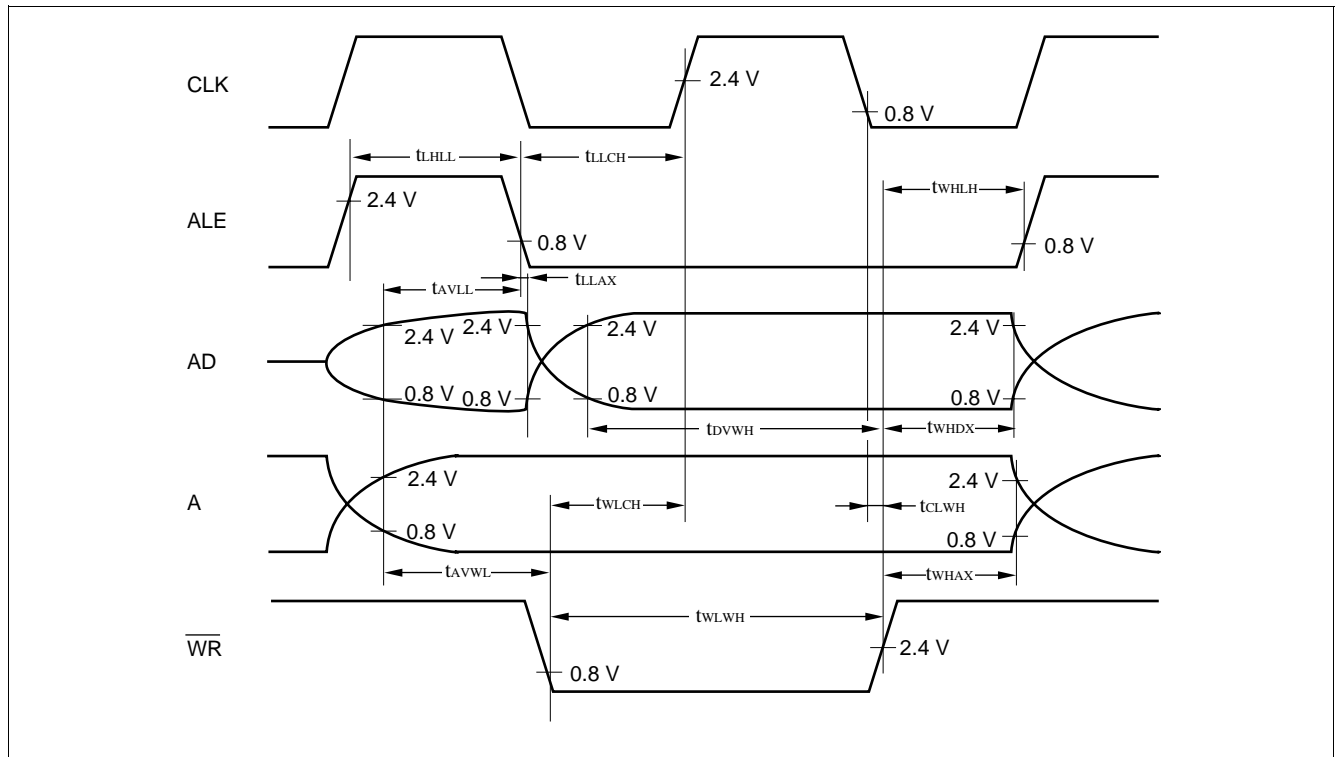 CLK
2.4 V
0.8 V
tLHLL
tLLCH
tWHLH
ALE
2.4 V
0.8 V
0.8 V
tAVLL
tLLAX
AD
2.4 V
2.4 V
2.4 V
2.4 V
0.8 V
0.8 V
0.8 V
0.8 V
tDVWH
tWHDX
A
2.4 V
2.4 V
tWLCH
tCLWH
0.8 V
0.8 V
tAVWL
tWHAX
tWLWH
WR
2.4 V
0.8 V